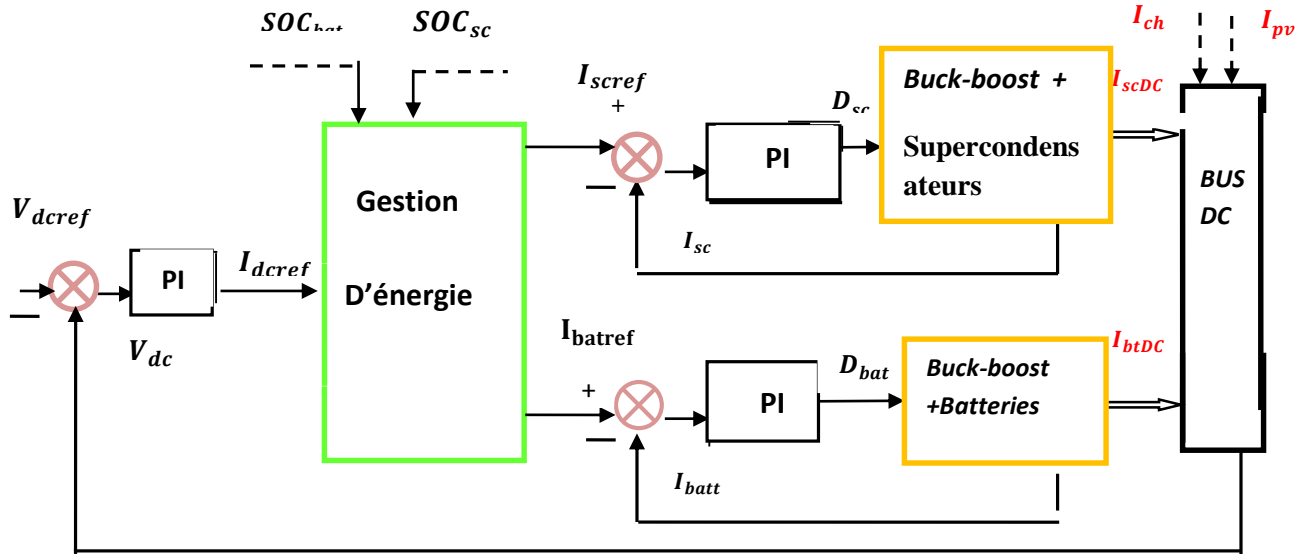 SOC_bat
SOC_sc
I_ch
I_pv
I_scref
+
D_sc
Buck-boost +
Supercondens
ateurs
I_scDC
PI
BUS
DC
Gestion
D'énergie
V_dcref
PI
I_dcref
V_dc
I_sc
I_batref
+
PI
D_bat
Buck-boost
+Batteries
I_btDC
I_batt